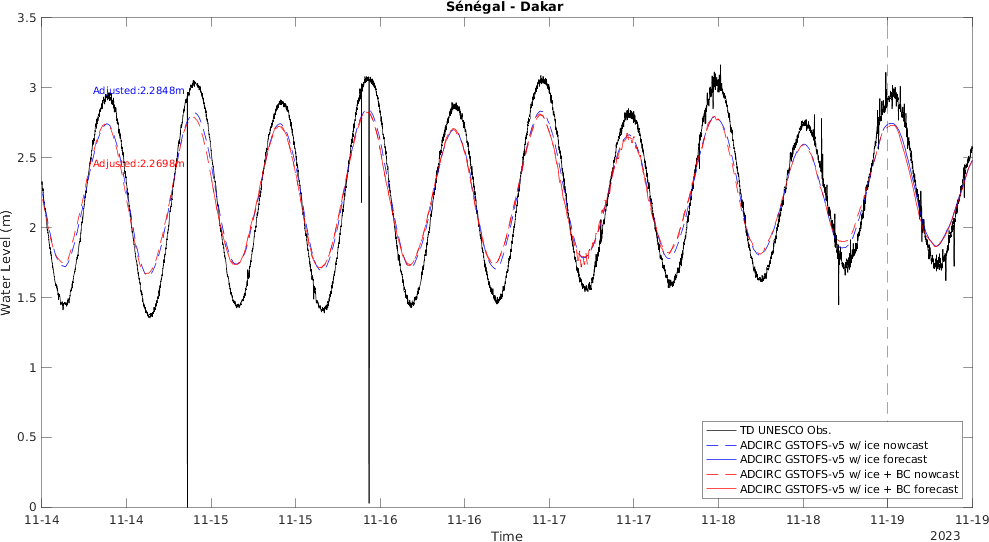 Sénégal - Dakar
3.5
3
2.5
2
1.5
1
0.5
0
Water Level (m)
Adjusted:2.2848m
Adjusted:2.2698m
TD UNESCO Obs.
ADCIRC GSTOFS-v5 w/ ice nowcast
ADCIRC GSTOFS-v5 w/ ice forecast
ADCIRC GSTOFS-v5 w/ ice + BC nowcast
ADCIRC GSTOFS-v5 w/ ice + BC forecast
11-14 11-14 11-15 11-15 11-16 11-16 11-17 11-17 11-18 11-18 11-19 11-19
Time
2023